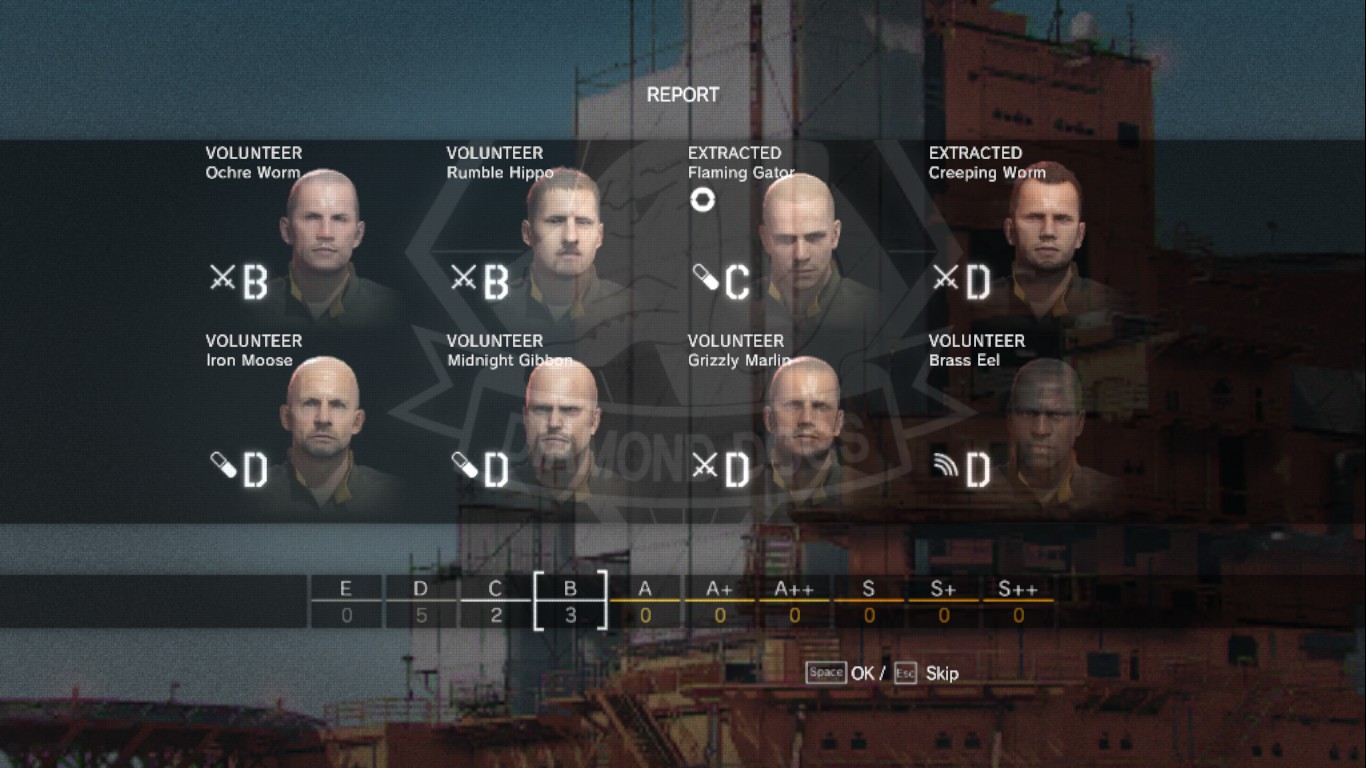 REPORT
VOLUNTEER
Ochre Worm
B
VOLUNTEER
Rumble Hippo
B
EXTRACTED
Flaming Gator
C
EXTRACTED
Creeping Worm
D
VOLUNTEER
Iron Moose
D
VOLUNTEER
Midnight Gibbon
D
VOLUNTEER
Grizzly Marlin
D
VOLUNTEER
Brass Eel
D
DIAMOND DOGS
E D C B A A+ A++ S S+ S++
0 5 2 3 0 0 0 0 0 0
Space OK / Esc Skip